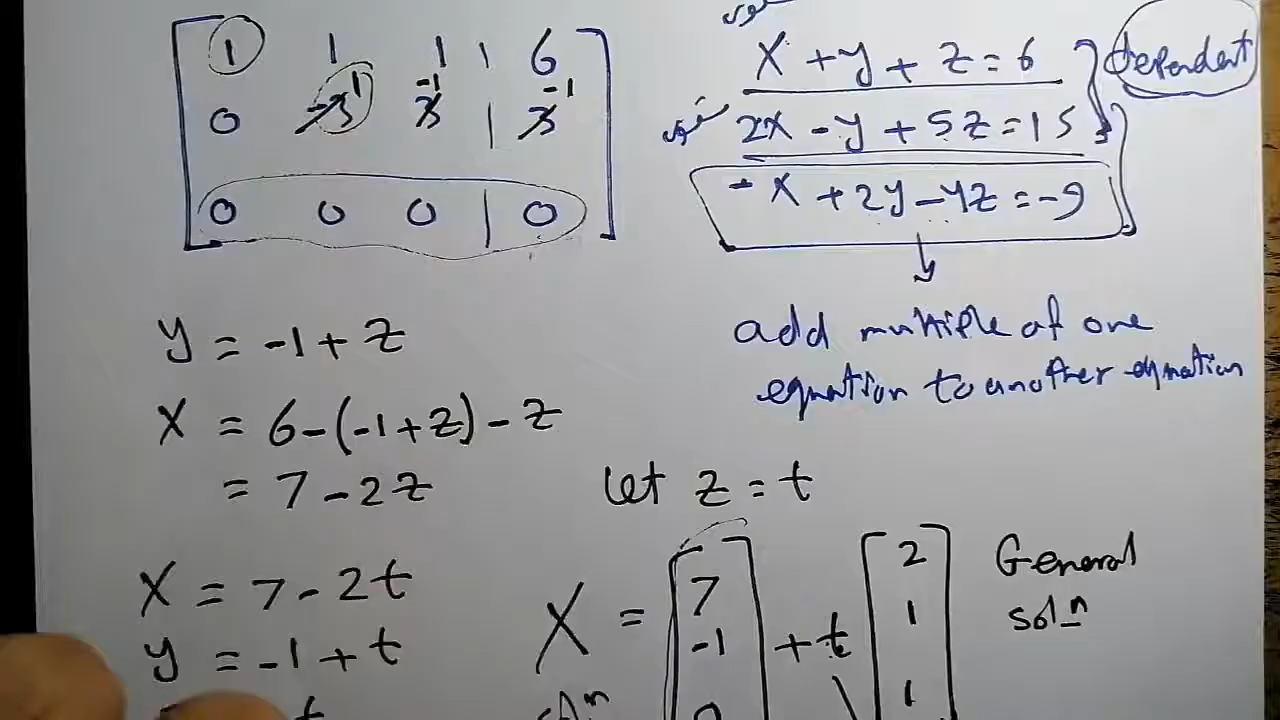 1 1 1 | 6
0 -3 1 3 -1 | 3 -1
0 0 0 | 0
x + y + z = 6
2x - y + 5z = 15
- x + 2y - 4z = -9
dependent
add multiple of one
equation to another equation
y = -1 + z
x = 6 - (-1 + z) - z
= 7 - 2z
let z = t
x = 7 - 2t
y = -1 + t
t
X = [7 -1 0] + t [2 1 1]
General
soln
soln